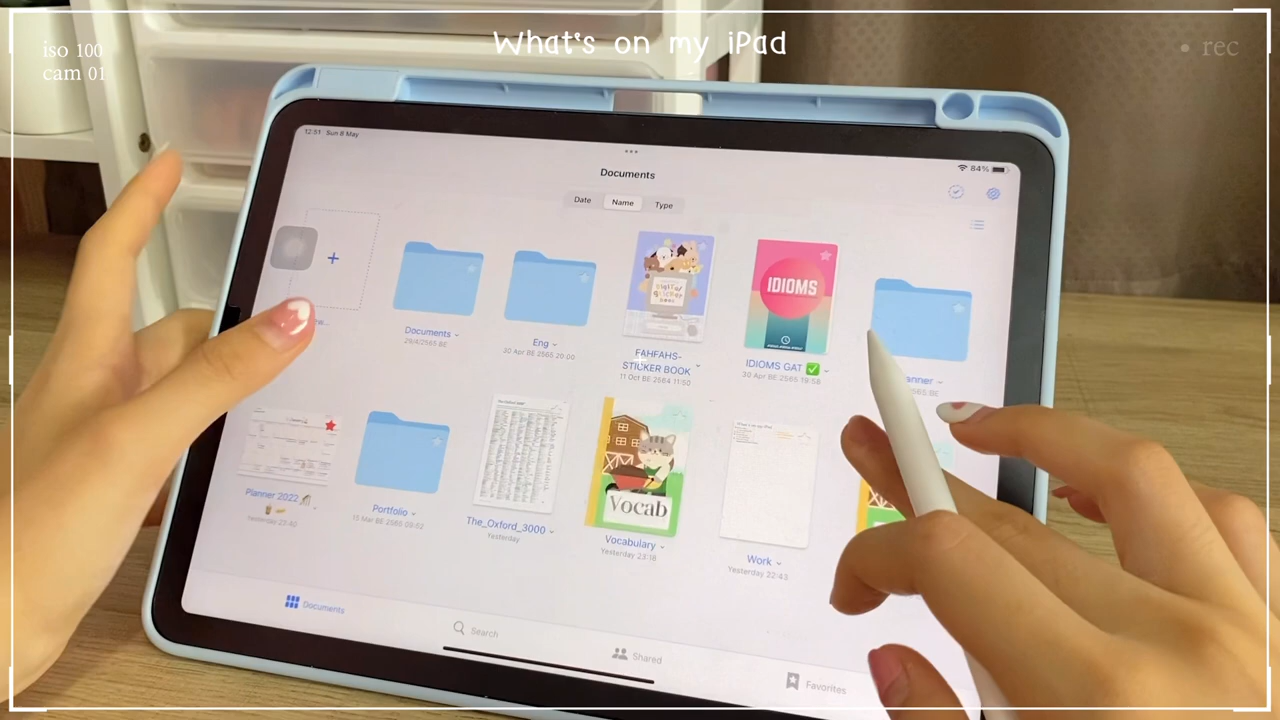 What's on my iPad
iso 100
cam 01
rec
12:51 Sun 8 May
84%
Documents
Date
Name
Type
Documents
29/4/2565 BE
Eng
30 Apr BE 2565 20:00
FAHFAHS-
STICKER BOOK
11 Oct BE 2564 11:50
IDIOMS
IDIOMS GAT ✅
30 Apr BE 2565 19:58
Planner 2022
Yesterday 22:40
Portfolio
15 Mar BE 2565 09:52
The_Oxford_3000
Yesterday
Vocab
Vocabulary
Yesterday 23:16
Work
Yesterday 22:43
Documents
Search
Shared
Favorites